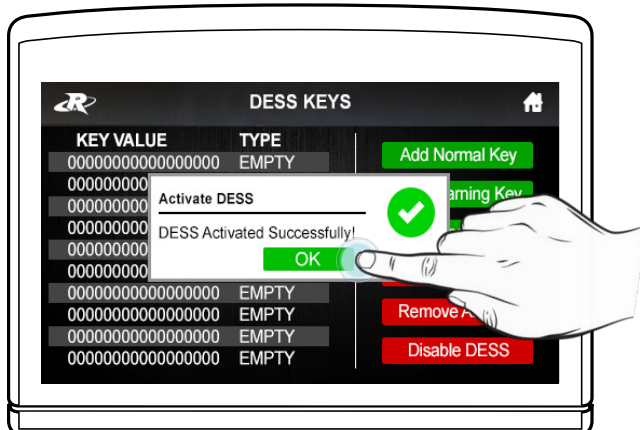 R
DESS KEYS
KEY VALUE TYPE
00000000000000000 EMPTY
000000000
000000000
000000000
000000000
000000000
00000000000000000 EMPTY
00000000000000000 EMPTY
00000000000000000 EMPTY
00000000000000000 EMPTY
Activate DESS
DESS Activated Successfully!
OK
Add Normal Key
arning Key
Remove A
Disable DESS